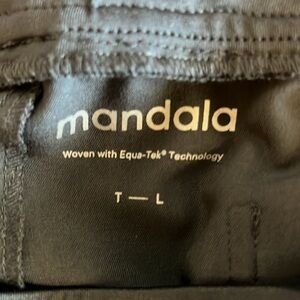 mandala
Woven with Equa-Tek® Technology
T — L